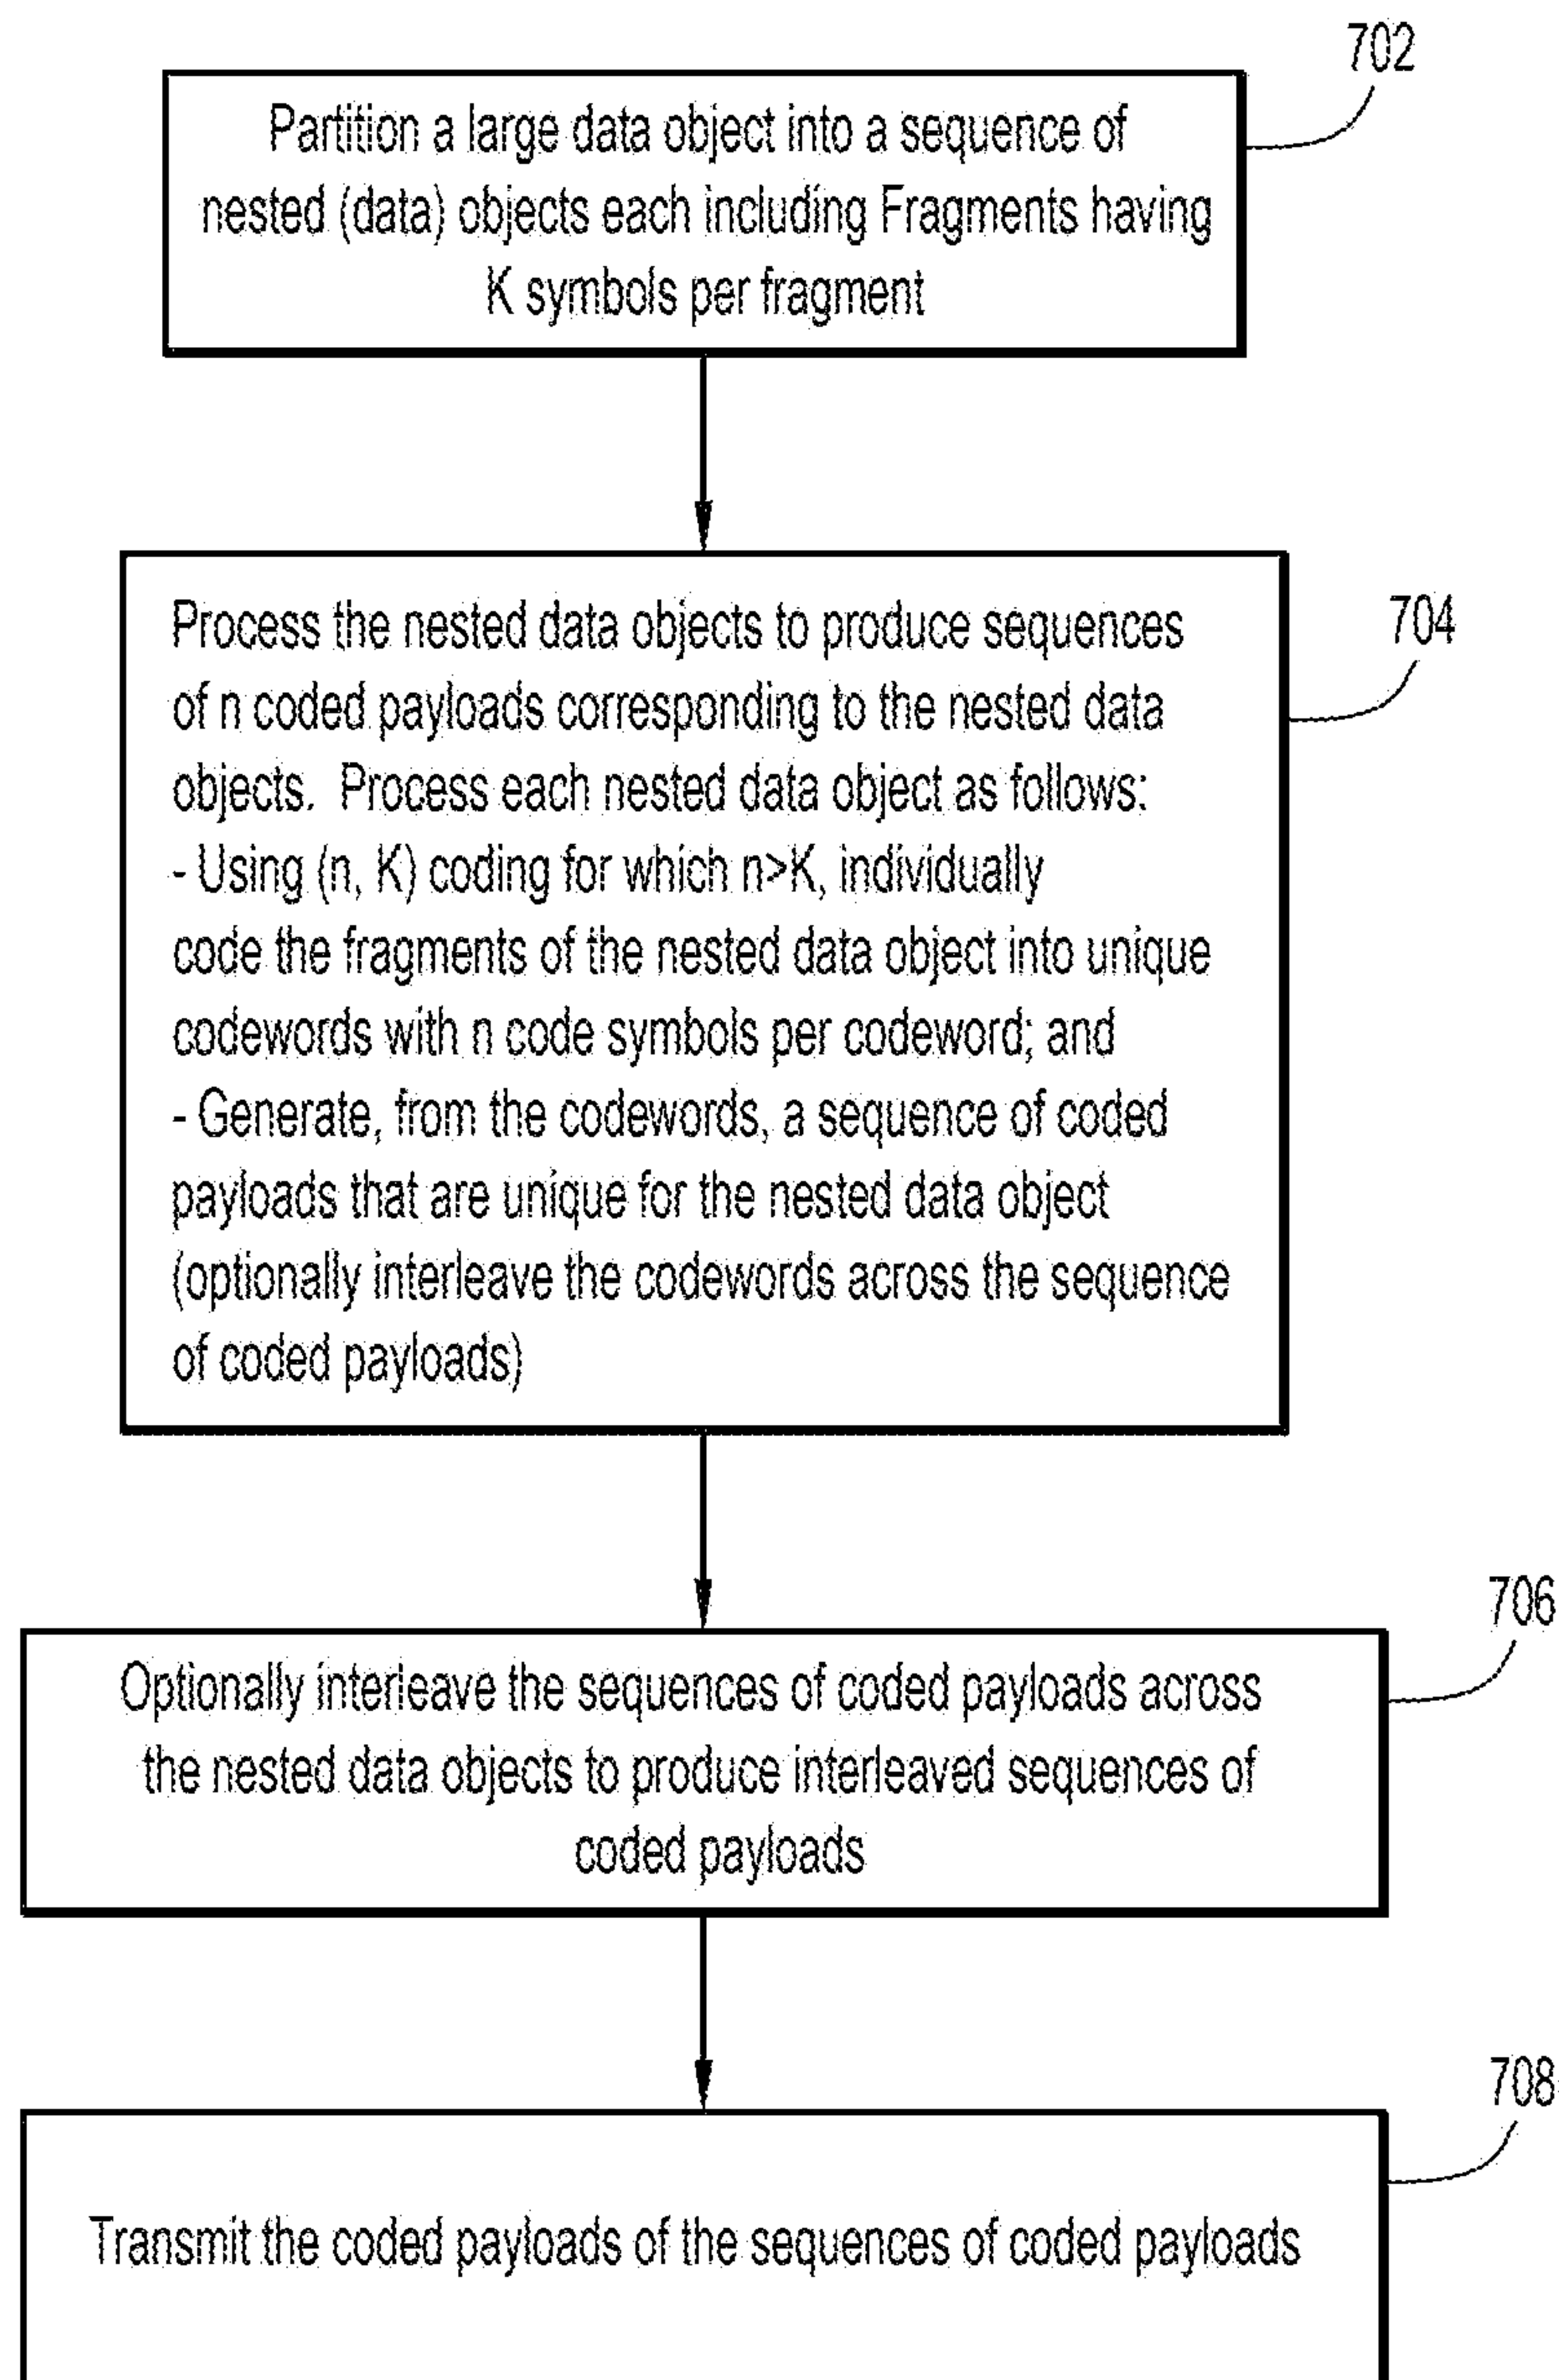 702
Partition a large data object into a sequence of
nested (data) objects each including Fragments having
K symbols per fragment
704
Process the nested data objects to produce sequences
of n coded payloads corresponding to the nested data
objects. Process each nested data object as follows:
- Using (n, K) coding for which n>K, individually
code the fragments of the nested data object into unique
codewords with n code symbols per codeword; and
- Generate, from the codewords, a sequence of coded
payloads that are unique for the nested data object
(optionally interleave the codewords across the sequence
of coded payloads)
706
Optionally interleave the sequences of coded payloads across
the nested data objects to produce interleaved sequences of
coded payloads
708
Transmit the coded payloads of the sequences of coded payloads